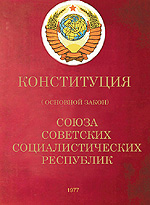 КОНСТИТУЦИЯ
(ОСНОВНОЙ ЗАКОН)
СОЮЗА
СОВЕТСКИХ
СОЦИАЛИСТИЧЕСКИХ
РЕСПУБЛИК
1977